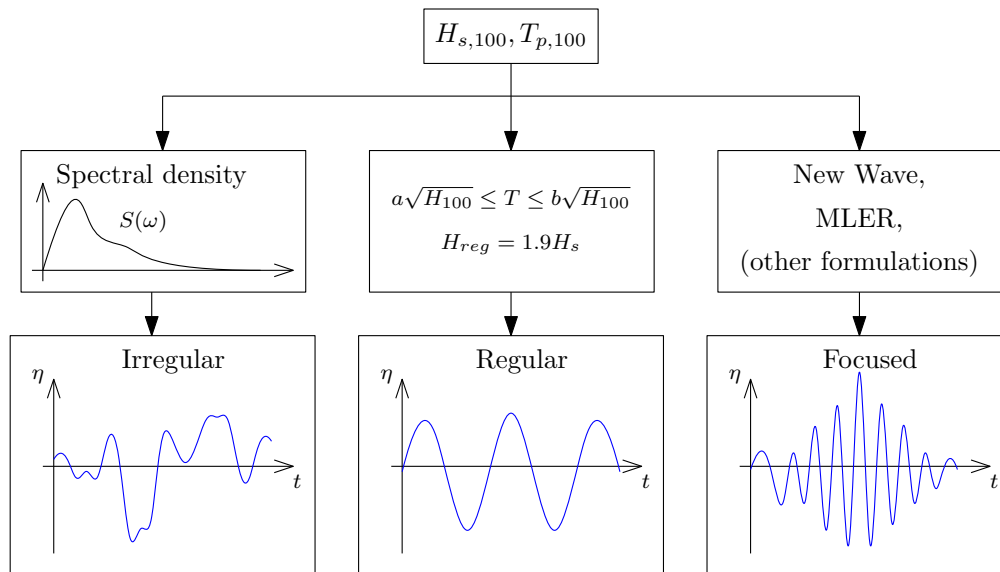 H_{s,100}, T_{p,100}
Spectral density
S(ω)
a√H_{100} ≤ T ≤ b√H_{100}
H_{reg} = 1.9H_s
New Wave,
MLER,
(other formulations)
Irregular
η
t
Regular
η
t
Focused
η
t